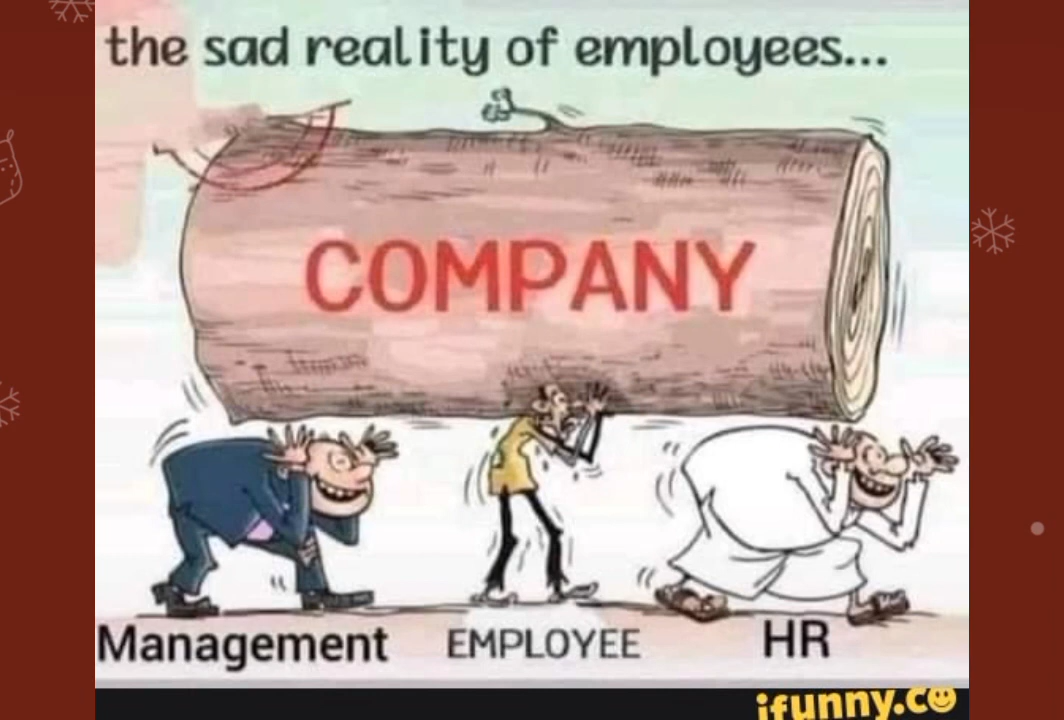 the sad reality of employees...
COMPANY
Management EMPLOYEE HR
ifunny.co